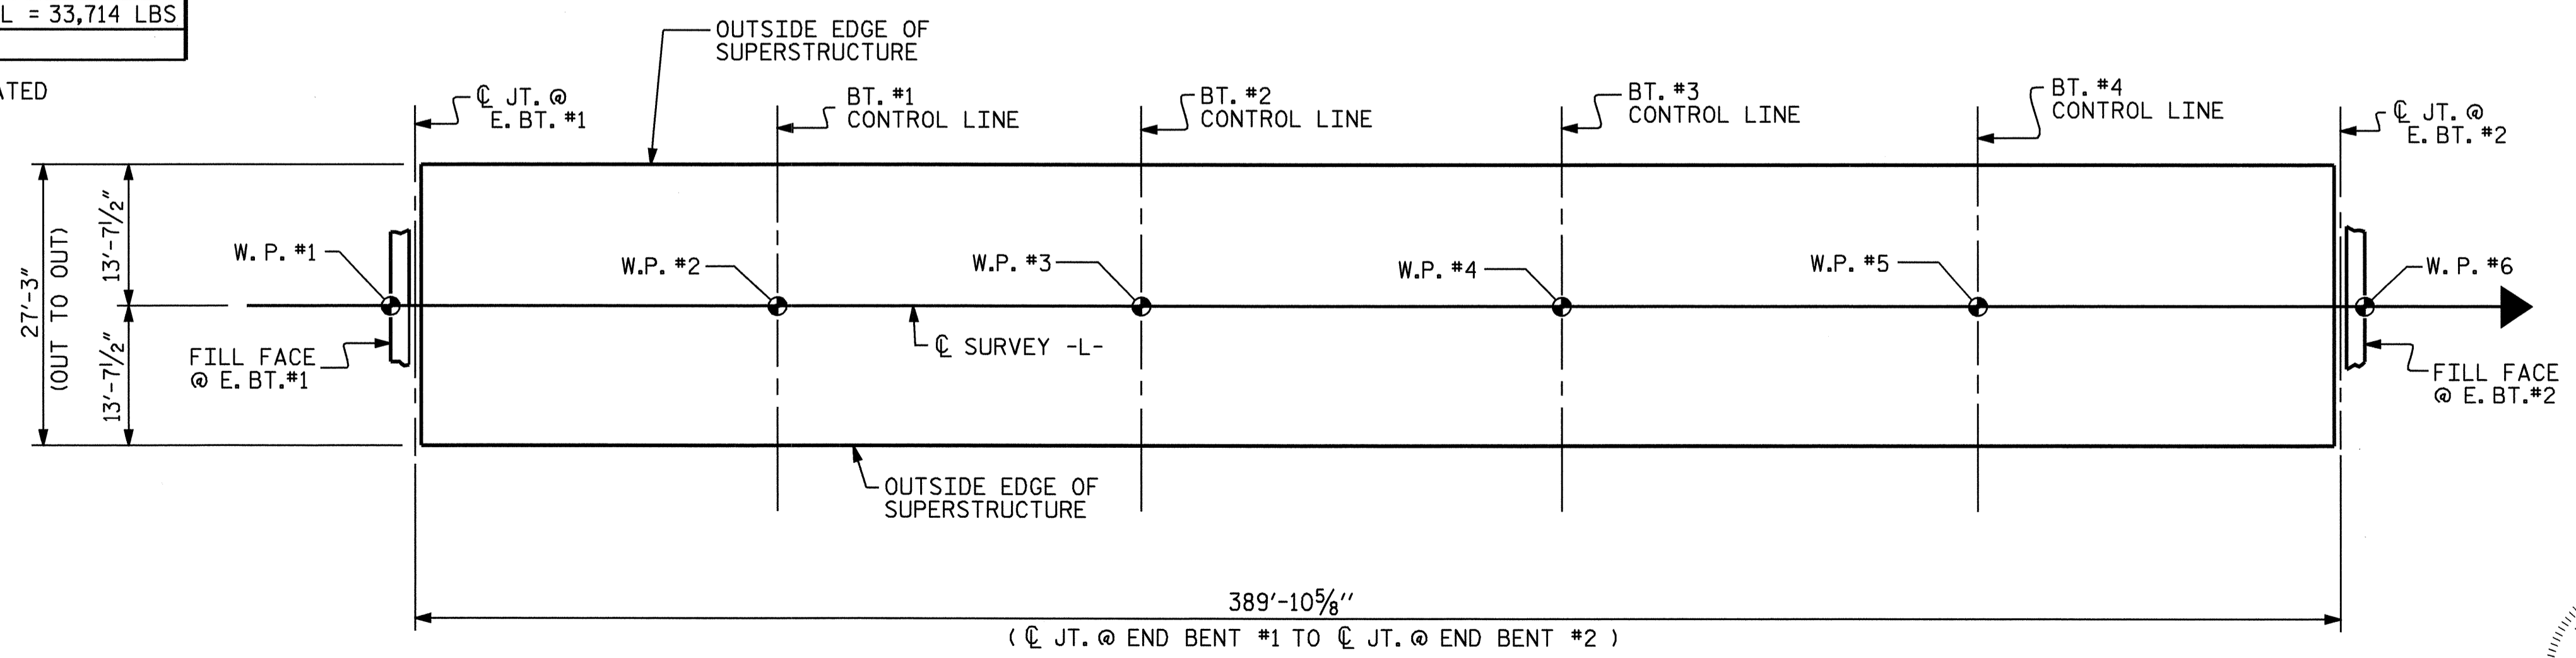 L = 33,714 LBS
ATED
OUTSIDE EDGE OF
SUPERSTRUCTURE
℄ JT. @
E. BT. #1
BT. #1
CONTROL LINE
BT. #2
CONTROL LINE
BT. #3
CONTROL LINE
BT. #4
CONTROL LINE
℄ JT. @
E. BT. #2
27'-3"
(OUT TO OUT)
13'-7½"
13'-7½"
W. P. #1
W.P. #2
W.P. #3
W.P. #4
W.P. #5
W. P. #6
FILL FACE
@ E. BT.#1
℄ SURVEY -L-
FILL FACE
@ E. BT.#2
OUTSIDE EDGE OF
SUPERSTRUCTURE
389'-10⅝''
( ℄ JT. @ END BENT #1 TO ℄ JT. @ END BENT #2 )